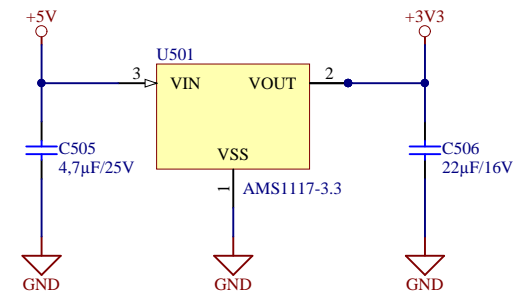 +5V
+3V3
U501
3
VIN
VOUT
2
C505
4,7µF/25V
VSS
C506
22µF/16V
1
AMS1117-3.3
GND
GND
GND